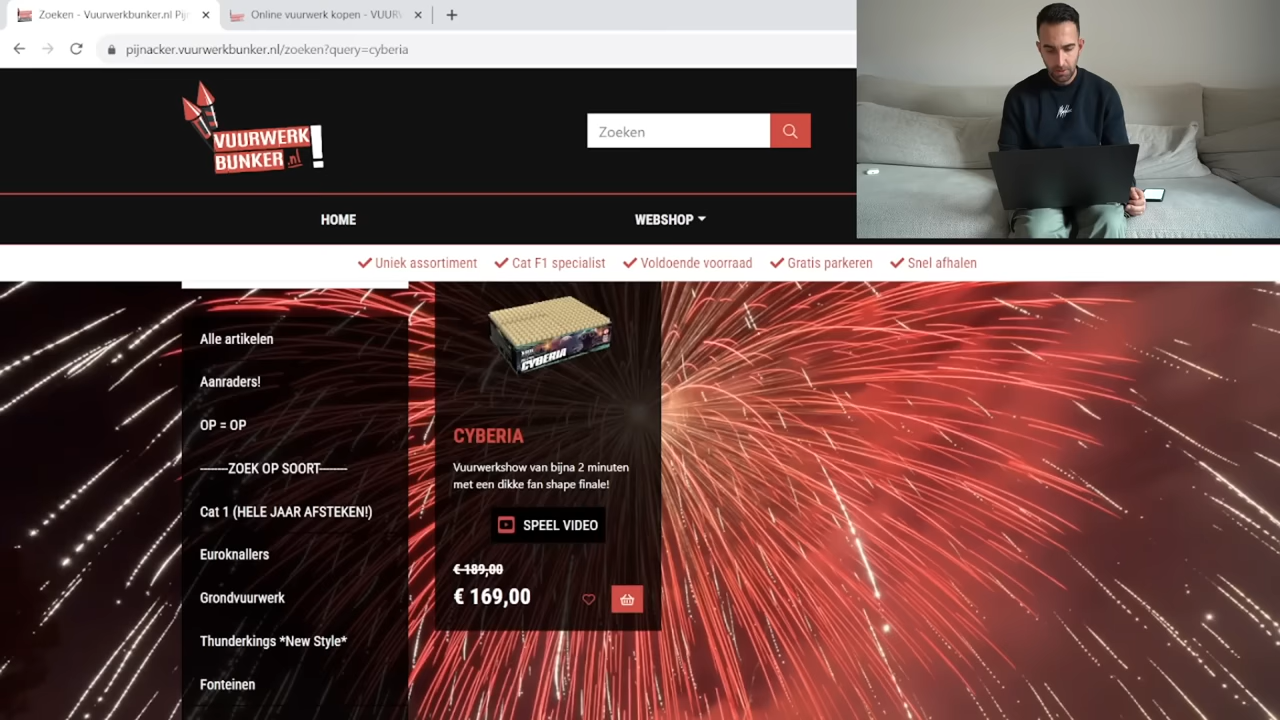 Zoeken - Vuurwerkbunker.nl Pijn
Online vuurwerk kopen - VUURW
pijnacker.vuurwerkbunker.nl/zoeken?query=cyberia
VUURWERK
BUNKER.nl!
Zoeken
HOME
WEBSHOP
Uniek assortiment
Cat F1 specialist
Voldoende voorraad
Gratis parkeren
Snel afhalen
Alle artikelen
Aanraders!
OP = OP
-------ZOEK OP SOORT-------
Cat 1 (HELE JAAR AFSTEKEN!)
Euroknallers
Grondvuurwerk
Thunderkings *New Style*
Fonteinen
CYBERIA
CYBERIA
Vuurwerkshow van bijna 2 minuten
met een dikke fan shape finale!
SPEEL VIDEO
€ 189,00
€ 169,00